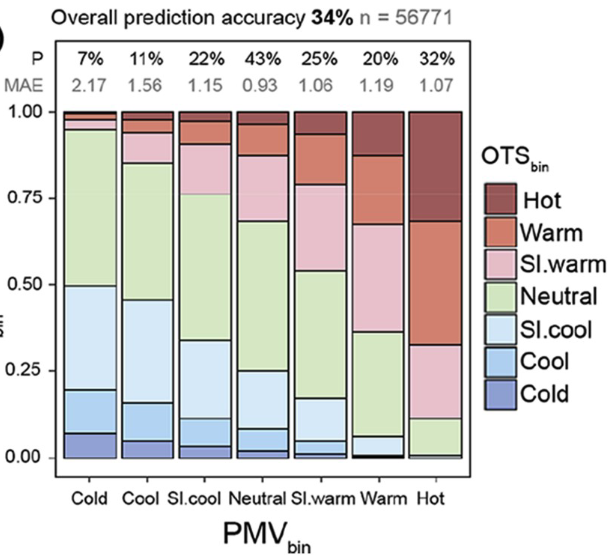 )
Overall prediction accuracy 34% n = 56771
P 7% 11% 22% 43% 25% 20% 32%
MAE 2.17 1.56 1.15 0.93 1.06 1.19 1.07
1.00
0.75
0.50
0.25
0.00
bin
OTSbin
Hot
Warm
Sl.warm
Neutral
Sl.cool
Cool
Cold
Cold Cool Sl.cool Neutral Sl.warm Warm Hot
PMVbin